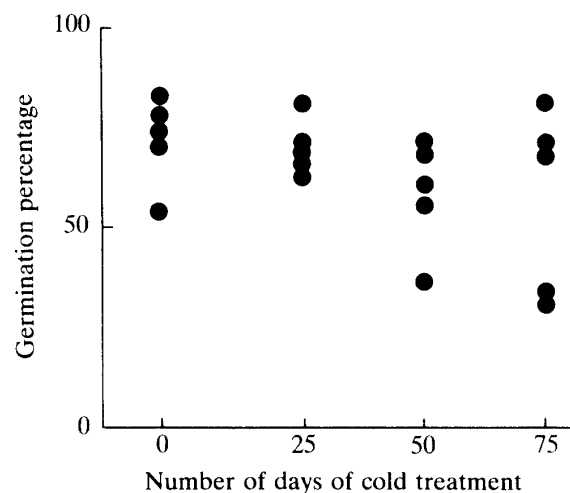 100
50
0
Germination percentage
0 25 50 75
Number of days of cold treatment